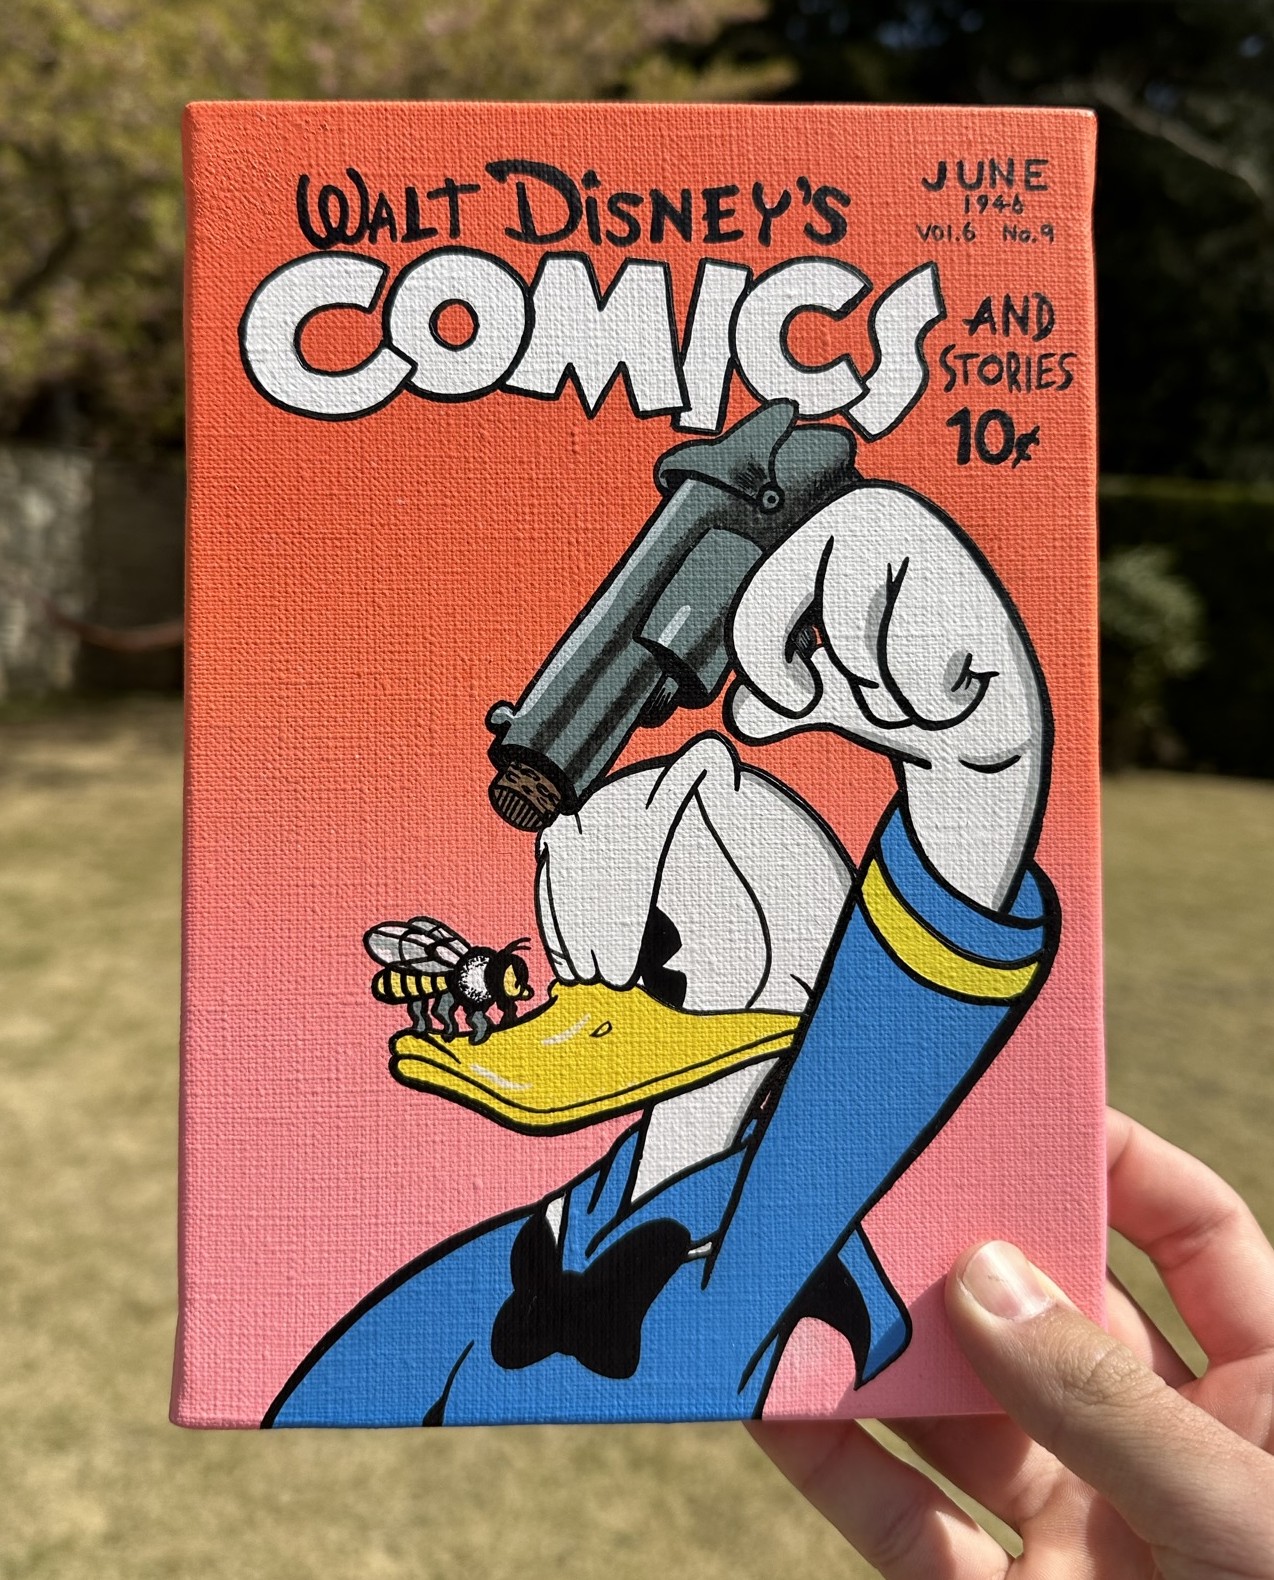 WALT DISNEY'S
COMICS
JUNE
1946
VOl.6 No.9
AND
STORIES
10¢